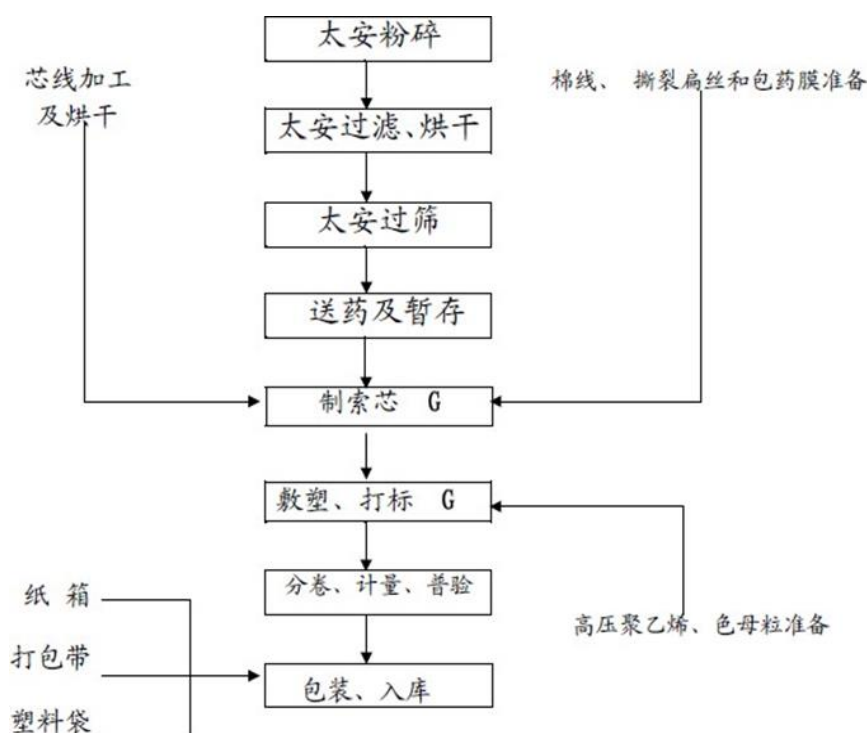 太安粉碎
芯线加工
及烘干
棉线、 撕裂扁丝和包药膜准备
太安过滤、烘干
太安过筛
送药及暂存
制索芯 G
敷塑、打标 G
分卷、计量、普验
纸 箱
高压聚乙烯、色母粒准备
打包带
包装、入库
塑料袋